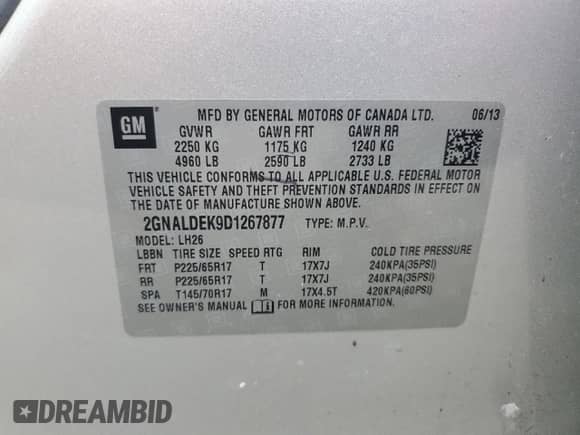 GM
MFD BY GENERAL MOTORS OF CANADA LTD. 06/13
GVWR GAWR FRT GAWR RR
2250 KG 1175 KG 1240 KG
4960 LB 2590 LB 2733 LB
THIS VEHICLE CONFORMS TO ALL APPLICABLE U.S. FEDERAL MOTOR
VEHICLE SAFETY AND THEFT PREVENTION STANDARDS IN EFFECT ON
THE DATE OF MANUFACTURE SHOWN ABOVE.
2GNALDEK9D1267877 TYPE: M.P.V.
MODEL: LH26
LBBN TIRE SIZE SPEED RTG RIM COLD TIRE PRESSURE
FRT P225/65R17 T 17X7J 240KPA(35PSI)
RR P225/65R17 T 17X7J 240KPA(35PSI)
SPA T145/70R17 M 17X4.5T 420KPA(60PSI)
SEE OWNER'S MANUAL FOR MORE INFORMATION.
DREAMBID